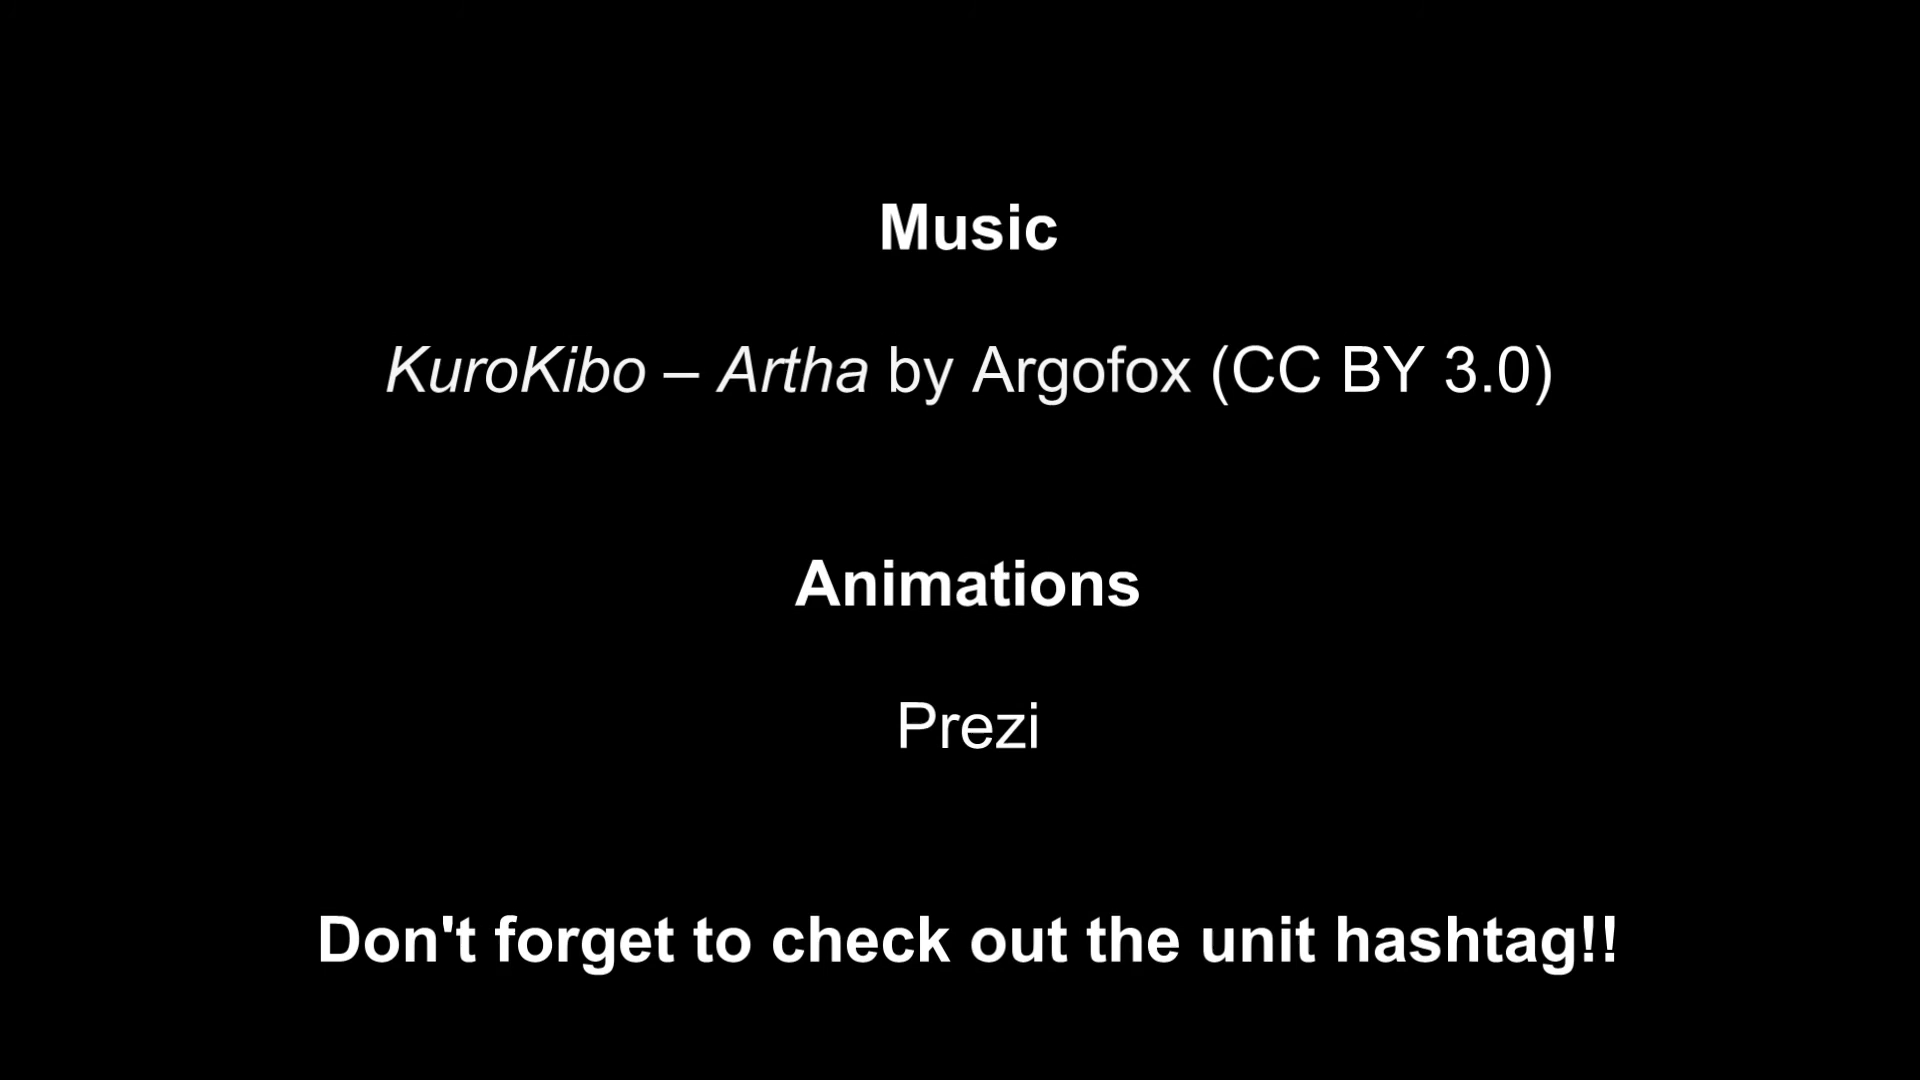 Music
KuroKibo – Artha by Argofox (CC BY 3.0)
Animations
Prezi
Don't forget to check out the unit hashtag!!